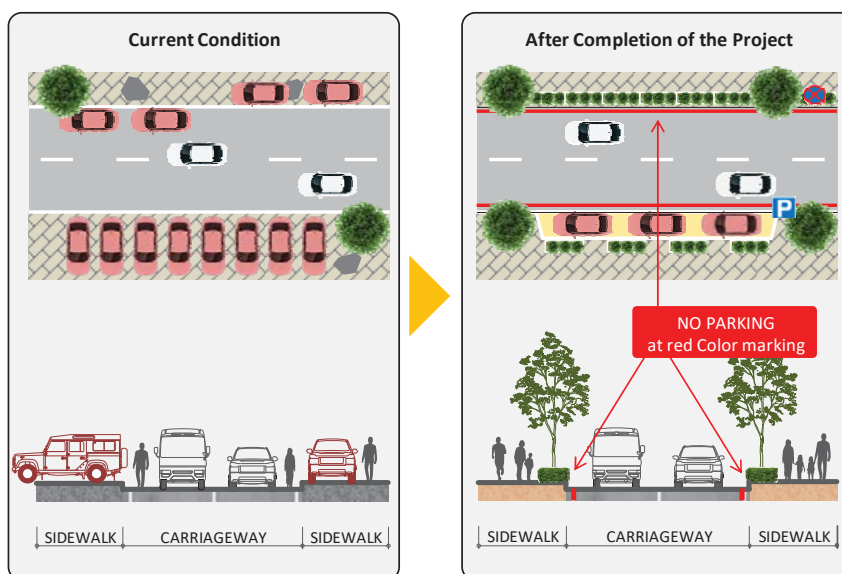 Current Condition
SIDEWALK CARRIAGEWAY SIDEWALK
After Completion of the Project
P
NO PARKING
at red Color marking
SIDEWALK CARRIAGEWAY SIDEWALK